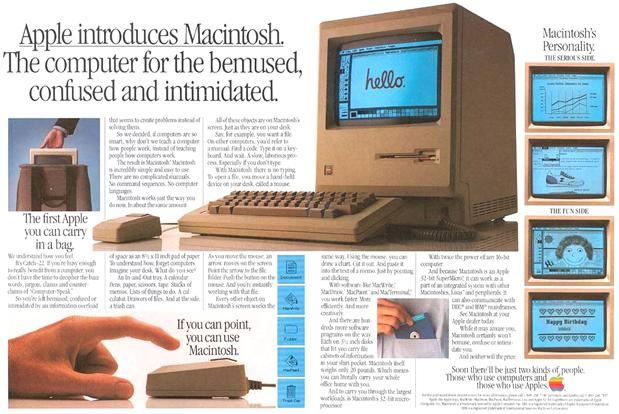 Apple introduces Macintosh.
The computer for the bemused,
confused and intimidated.
hello.
Macintosh's
Personality.
THE SERIOUS SIDE.
THE FUN SIDE.
Happy Birthday
The first Apple
you can carry
in a bag.
We understand how you feel.
It's Catch-22. If you're busy enough
to really benefit from a computer, you
don't have the time to decipher the buzz
words, jargon, claims and counter-
claims of "Computer Speak."
So you're left bemused, confused or
intimidated by an information overload
that seems to create problems instead of
solving them.
So we decided, if computers are so
smart, why don't we teach a computer
how people work, instead of teaching
people how computers work.
The result is Macintosh. Macintosh
is incredibly simple and easy to use.
There are no complicated manuals.
No command sequences. No computer
languages.
Macintosh works just the way you
do now. In about the same amount
of space as an 8½ x 11 inch pad of paper.
To understand how, forget computers.
Imagine your desk. What do you see?
An In- and -Out tray. A calendar.
Pens, paper, scissors, tape. Stacks of
memos. Lists of things to do. A cal-
culator. Drawers of files. And at the side,
a trash can.
All of these objects are on Macintosh's
screen. Just as they are on your desk.
Say, for example, you want a file.
On other computers, you'd refer to
a manual. Find a code. Type it on a key-
board. And wait. A slow, laborious pro-
cess. Especially if you don't type.
With Macintosh there is no typing.
To open a file, you move a hand-held
device on your desk, called a mouse.
As you move the mouse, an
arrow moves on the screen.
Point the arrow to the file
folder. Push the button on the
mouse. And you're instantly
working with that file.
Every other object on
Macintosh's screen works the
If you can point,
you can use
Macintosh.
Document
MacWrite
Folder
MacPaint
Trash Can
same way. Using the mouse, you can
draw a chart. Cut it out. And paste it
into the text of a memo. Just by pointing
and clicking.
With software like "MacWrite,"
"MacDraw," "MacPaint" and "MacTerminal,"
you work faster. More
efficiently. And more
creatively.
And there are hun-
dreds more software
programs on the way.
Each on 3½ inch disks
that let you carry file
cabinets of information
in your shirt pocket. Macintosh itself
weighs only 20 pounds. Which means
you can literally carry your whole
office home with you.
And to carry you through the largest
workloads, is Macintosh's 32-bit micro-
processor.
With twice the power of any 16-bit
computer.
And because Macintosh is an Apple
32-bit SuperMicro, it can work as a
part of an integrated system with other
Macintoshes, Lisas and peripherals. It
can also communicate with
DEC and IBM mainframes.
See Macintosh at your
Apple dealer today.
While it may amaze you,
Macintosh certainly won't
bemuse, confuse or intimi-
date you.
And neither will the price.
Soon there'll be just two kinds of people.
Those who use computers and
those who use Apples.